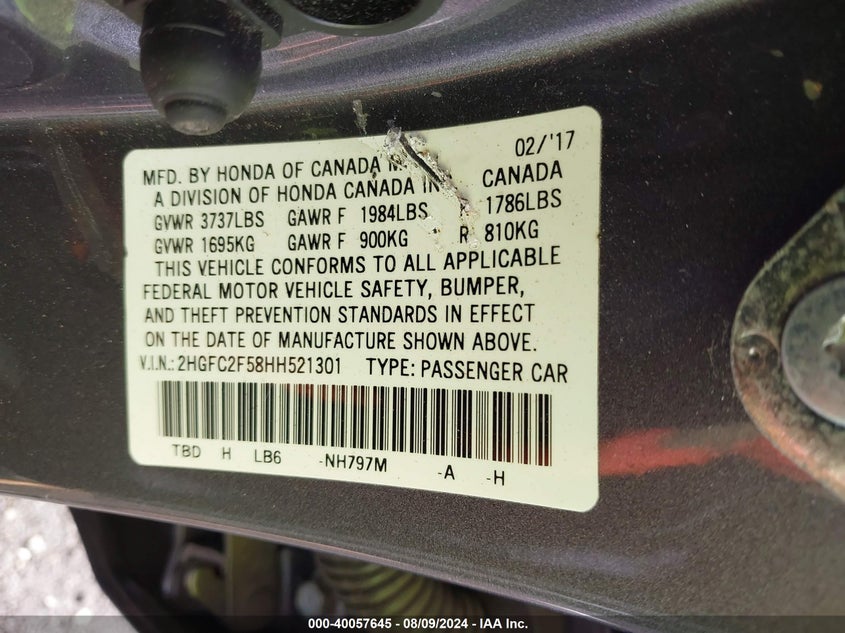 02/'17
MFD. BY HONDA OF CANADA
A DIVISION OF HONDA CANADA IN CANADA
GVWR 3737LBS GAWR F 1984LBS R 1786LBS
GVWR 1695KG GAWR F 900KG R 810KG
THIS VEHICLE CONFORMS TO ALL APPLICABLE
FEDERAL MOTOR VEHICLE SAFETY, BUMPER,
AND THEFT PREVENTION STANDARDS IN EFFECT
ON THE DATE OF MANUFACTURE SHOWN ABOVE.
V.I.N.: 2HGFC2F58HH521301 TYPE: PASSENGER CAR
TBD H LB6 -NH797M -A -H
000-40057645 - 08/09/2024 - IAA Inc.